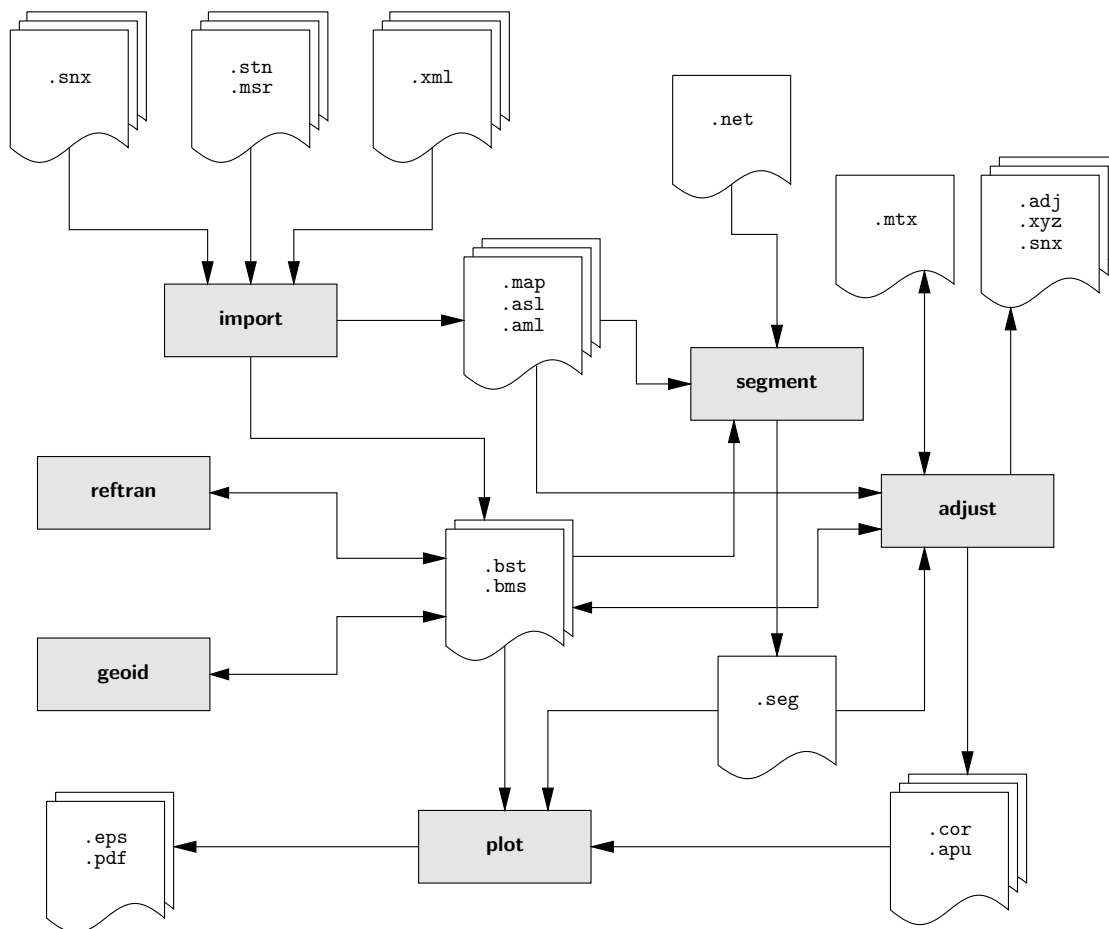 .snx
.stn
.msr
.xml
.net
.mtx
.adj
.xyz
.snx
import
.map
.asl
.aml
segment
reftran
adjust
.bst
.bms
geoid
.seg
.eps
.pdf
plot
.cor
.apu